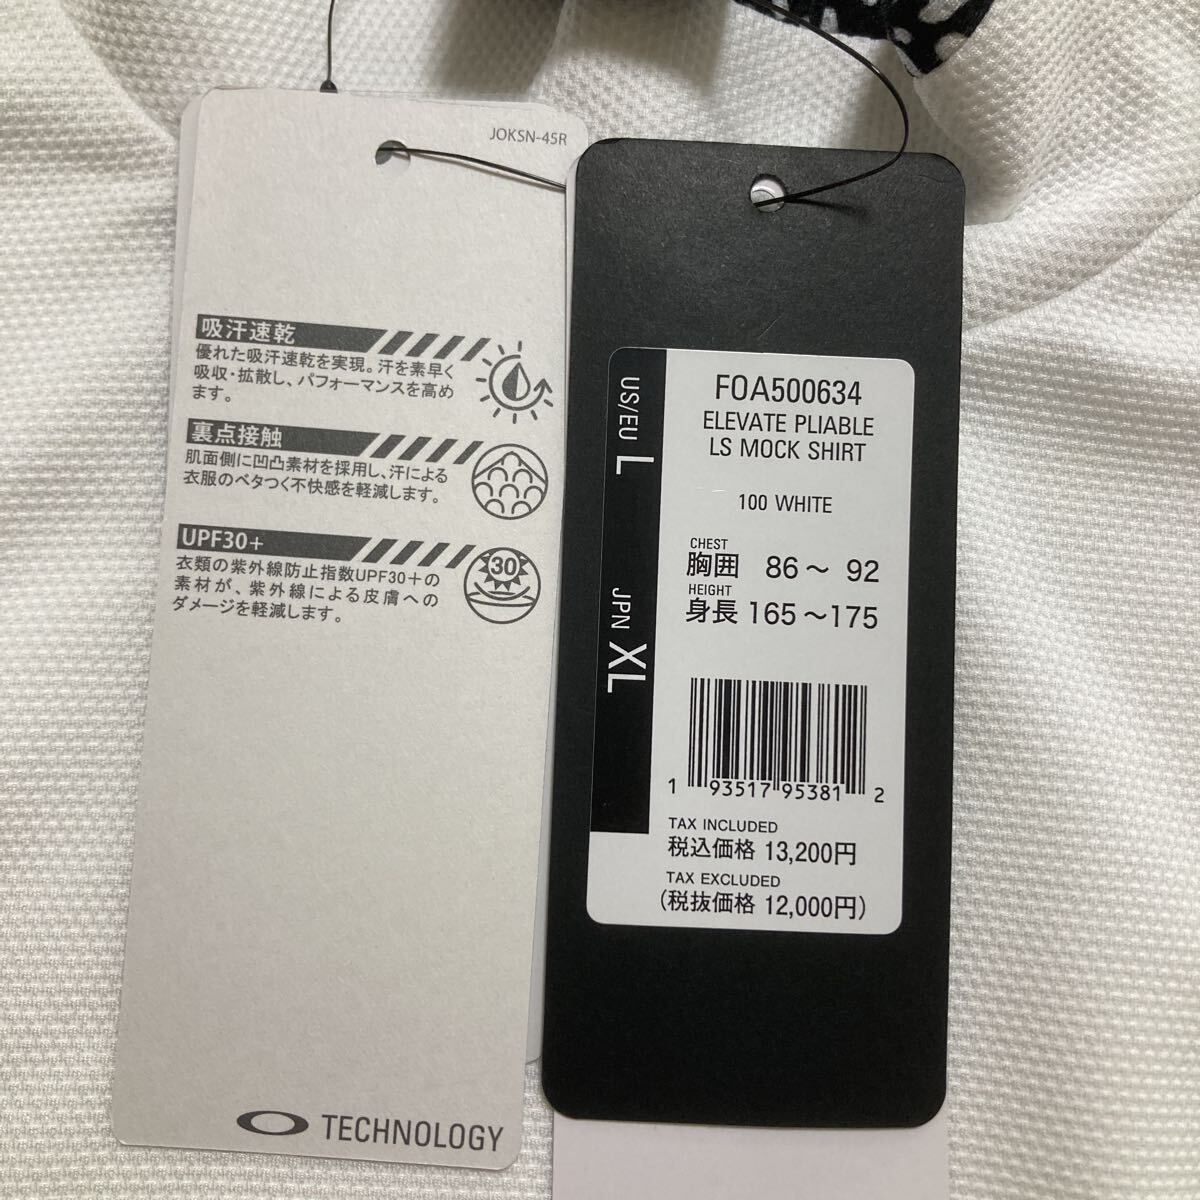 JOKSN-45R
吸汗速乾
優れた吸汗速乾を実現。汗を素早く
吸収・拡散し、パフォーマンスを高め
ます。
裏点接触
肌面側に凹凸素材を採用し、汗による
衣服のベタつく不快感を軽減します。
UPF30+
30
衣類の紫外線防止指数UPF30+の
素材が、紫外線による皮膚への
ダメージを軽減します。
TECHNOLOGY
US/EU L
JPN XL
FOA500634
ELEVATE PLIABLE
LS MOCK SHIRT
100 WHITE
CHEST
胸囲 86～92
HEIGHT
身長 165～175
1 93517 95381 2
TAX INCLUDED
税込価格 13,200円
TAX EXCLUDED
(税抜価格 12,000円)